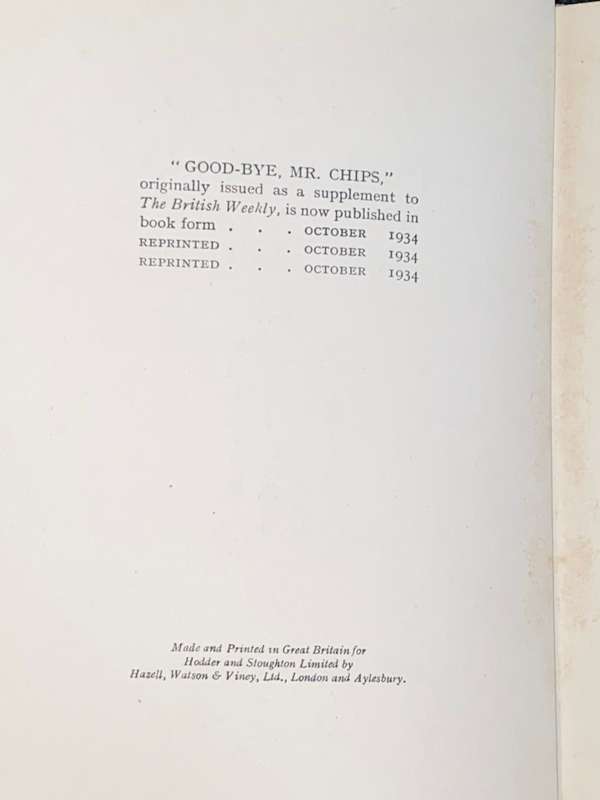 “ GOOD-BYE, MR. CHIPS,”
originally issued as a supplement to
The British Weekly, is now published in
book form . . . OCTOBER 1934
REPRINTED . . . OCTOBER 1934
REPRINTED . . . OCTOBER 1934
Made and Printed in Great Britain for
Hodder and Stoughton Limited by
Hazell, Watson & Viney, Ltd., London and Aylesbury.